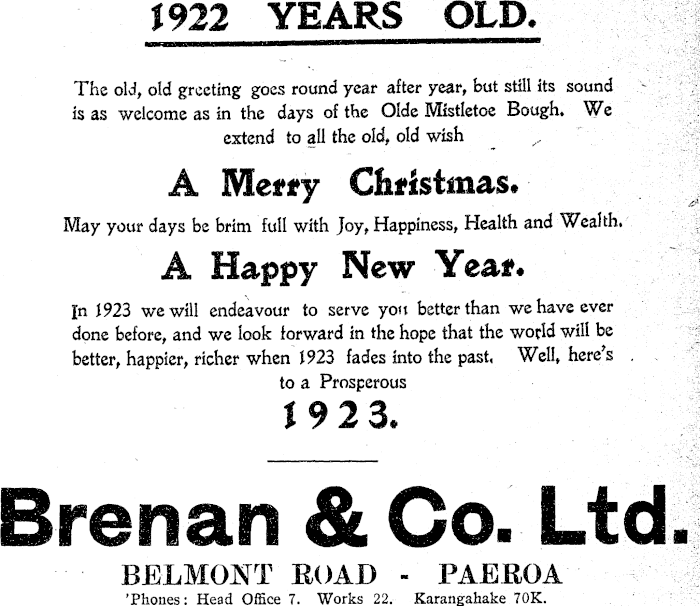 1922 YEARS OLD.
The old, old greeting goes round year after year, but still its sound
is as welcome as in the days of the Olde Mistletoe Bough. We
extend to all the old, old wish
A Merry Christmas.
May your days be brim full with Joy, Happiness, Health and Wealth.
A Happy New Year.
In 1923 we will endeavour to serve you better than we have ever
done before, and we look forward in the hope that the world will be
better, happier, richer when 1923 fades into the past. Well, here's
to a Prosperous
1923.
Brenan & Co. Ltd.
BELMONT ROAD - PAEROA
'Phones: Head Office 7. Works 22. Karangahake 70K.